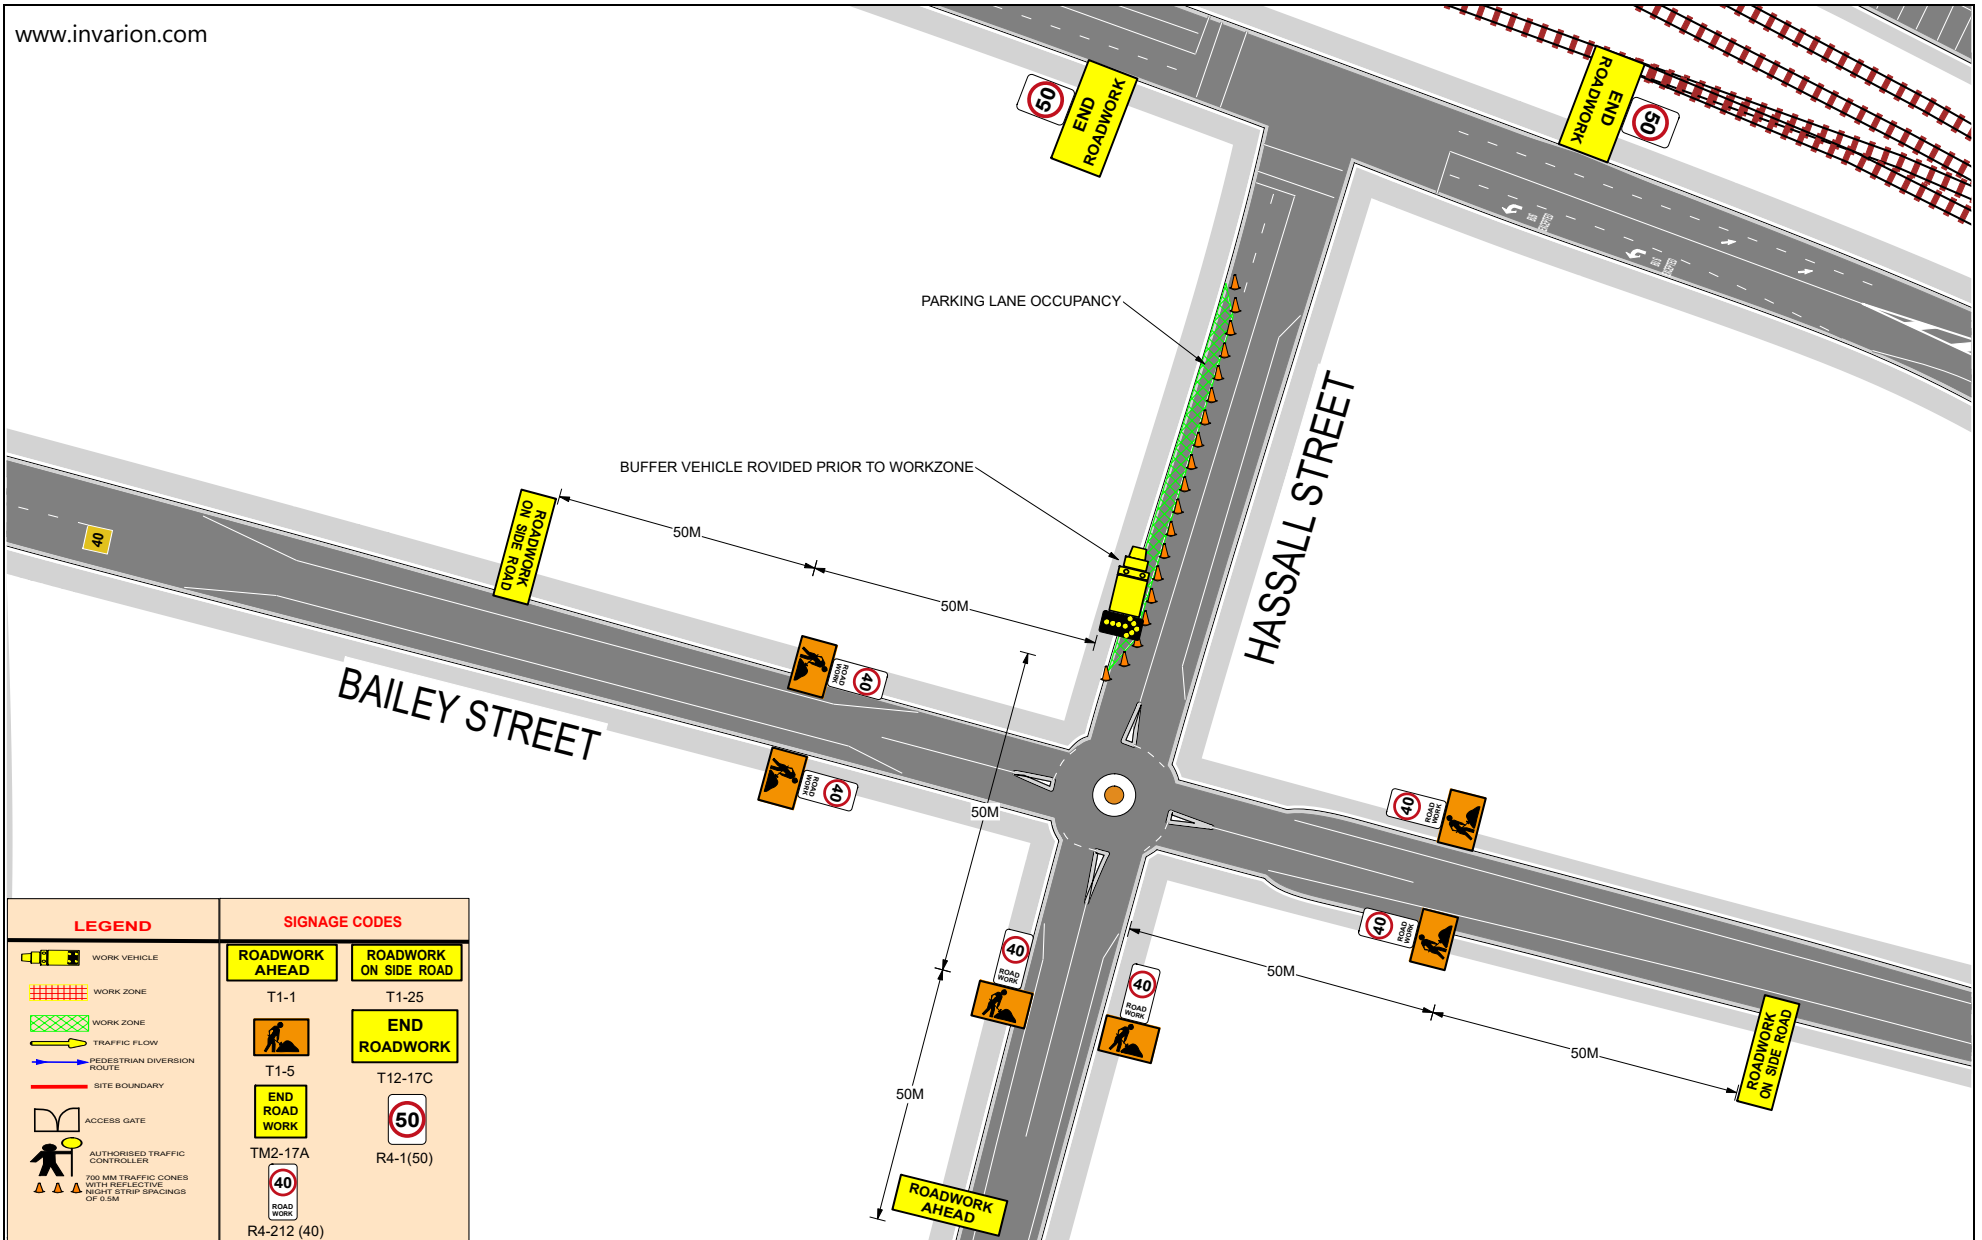 www.invarion.com
50
END
ROADWORK
END
ROADWORK
50
BUS
EXCEPTED
BUS
EXCEPTED
PARKING LANE OCCUPANCY
BUFFER VEHICLE ROVIDED PRIOR TO WORKZONE
HASSALL STREET
ROADWORK
ON SIDE ROAD
50M
50M
40
BAILEY STREET
40
ROAD
WORK
40
ROAD
WORK
50M
40
ROAD
WORK
40
ROAD
WORK
40
ROAD
WORK
40
ROAD
WORK
50M
50M
50M
ROADWORK
ON SIDE ROAD
ROADWORK
AHEAD
LEGEND
WORK VEHICLE
WORK ZONE
WORK ZONE
TRAFFIC FLOW
PEDESTRIAN DIVERSION
ROUTE
SITE BOUNDARY
ACCESS GATE
AUTHORISED TRAFFIC
CONTROLLER
700 MM TRAFFIC CONES
WITH REFLECTIVE
NIGHT STRIP SPACINGS
OF 0.5M
SIGNAGE CODES
ROADWORK
AHEAD
T1-1
ROADWORK
ON SIDE ROAD
T1-25
T1-5
END
ROADWORK
T12-17C
END
ROAD
WORK
TM2-17A
50
R4-1(50)
40
ROAD
WORK
R4-212 (40)